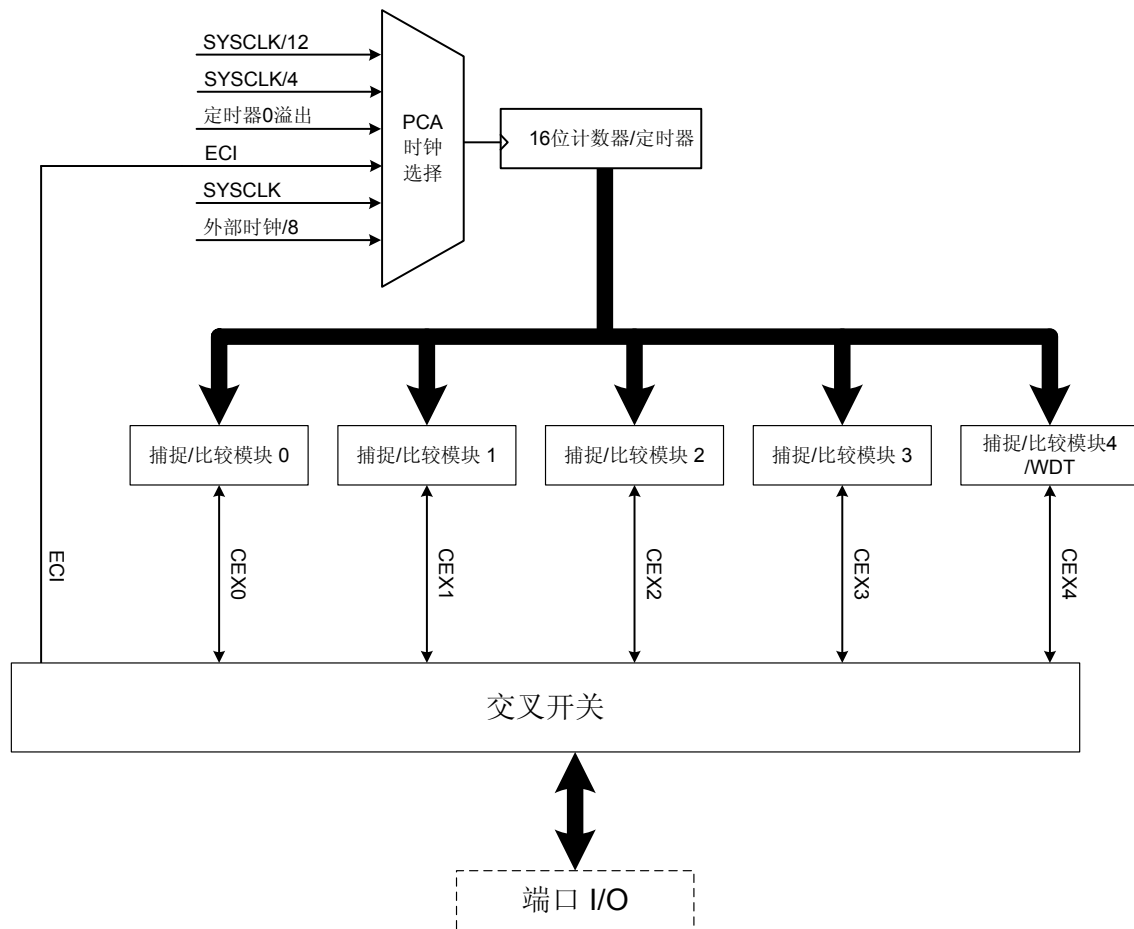 SYSCLK/12
SYSCLK/4
定时器0溢出
ECI
SYSCLK
外部时钟/8
PCA
时钟
选择
16位计数器/定时器
捕捉/比较模块 0
捕捉/比较模块 1
捕捉/比较模块 2
捕捉/比较模块 3
捕捉/比较模块4
/WDT
ECI
CEX0
CEX1
CEX2
CEX3
CEX4
交叉开关
端口 I/O